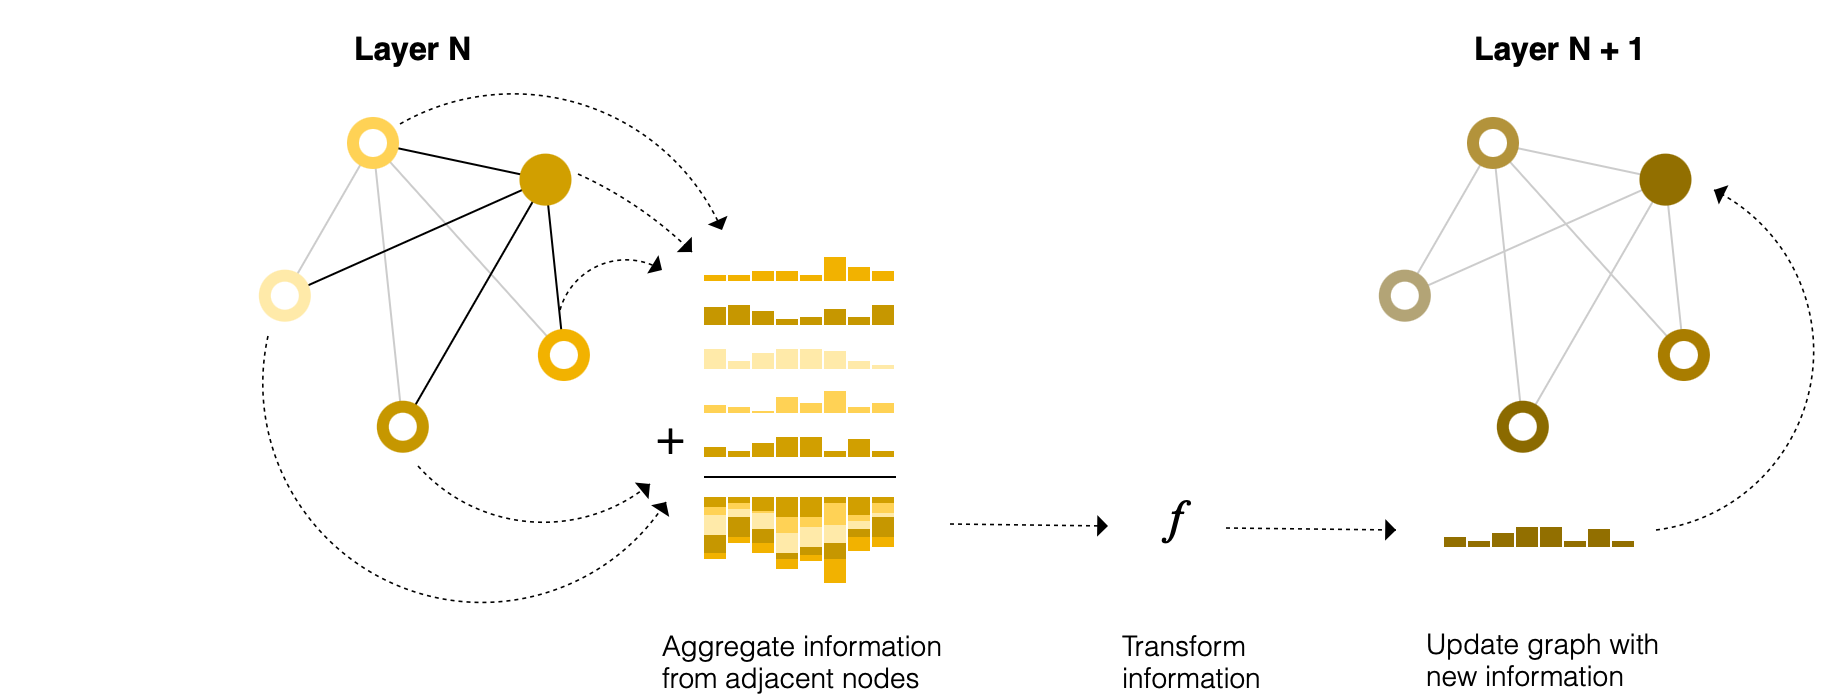 Layer N
Layer N + 1
+
f
Aggregate information
from adjacent nodes
Transform
information
Update graph with
new information